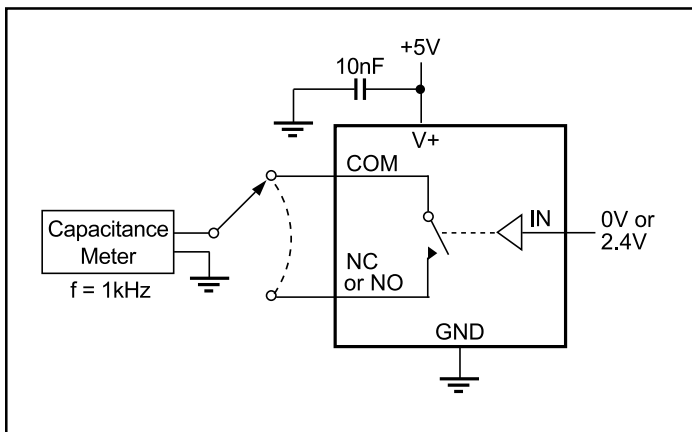 +5V
10nF
V+
COM
IN
0V or
2.4V
Capacitance
Meter
f = 1kHz
NC
or NO
GND